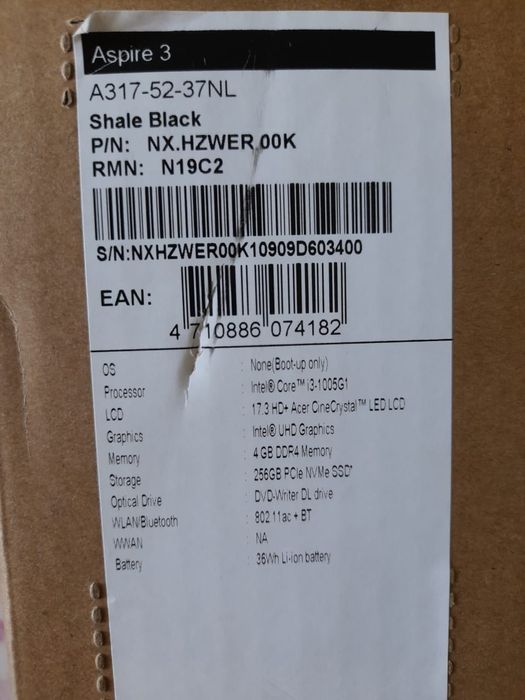 Aspire 3
A317-52-37NL
Shale Black
P/N: NX.HZWER.00K
RMN: N19C2
S/N:NXHZWER00K10909D603400
EAN:
4 710886 074182
OS : None(Boot-up only)
Processor : Intel® Core™ i3-1005G1
LCD : 17.3 HD+ Acer CineCrystal™ LED LCD
Graphics : Intel® UHD Graphics
Memory : 4 GB DDR4 Memory
Storage : 256GB PCIe NVMe SSD*
Optical Drive : DVD-Writer DL drive
WLAN/Bluetooth : 802.11ac + BT
WWAN : NA
Battery : 36Wh Li-ion battery